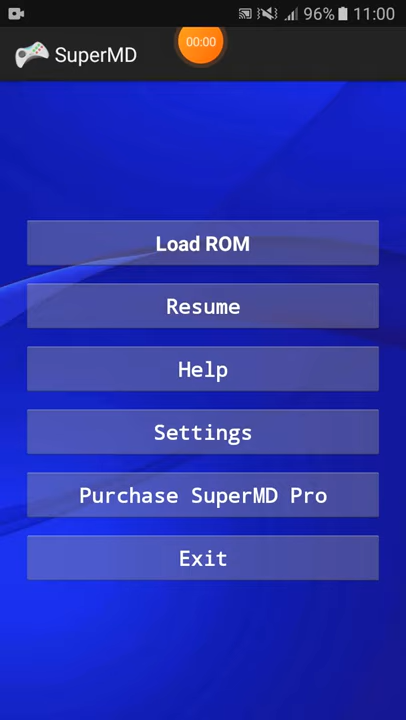 96% 11:00
SuperMD
00:00
Load ROM
Resume
Help
Settings
Purchase SuperMD Pro
Exit